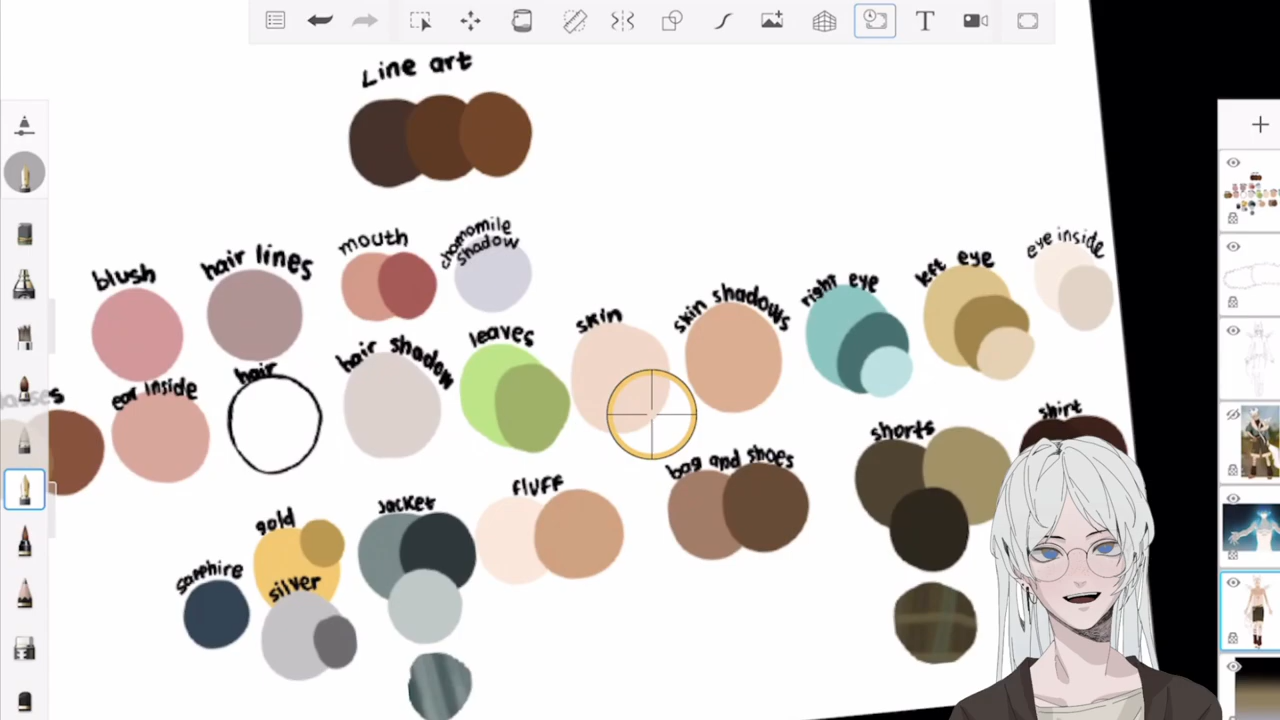 Line art
blush
hair lines
mouth
chamomile
shadow
skin
skin shadows
right eye
left eye
eye inside
ear inside
hair
hair shadow
leaves
shirt
shorts
gold
silver
sapphire
jacket
fluff
bag and shoes
T